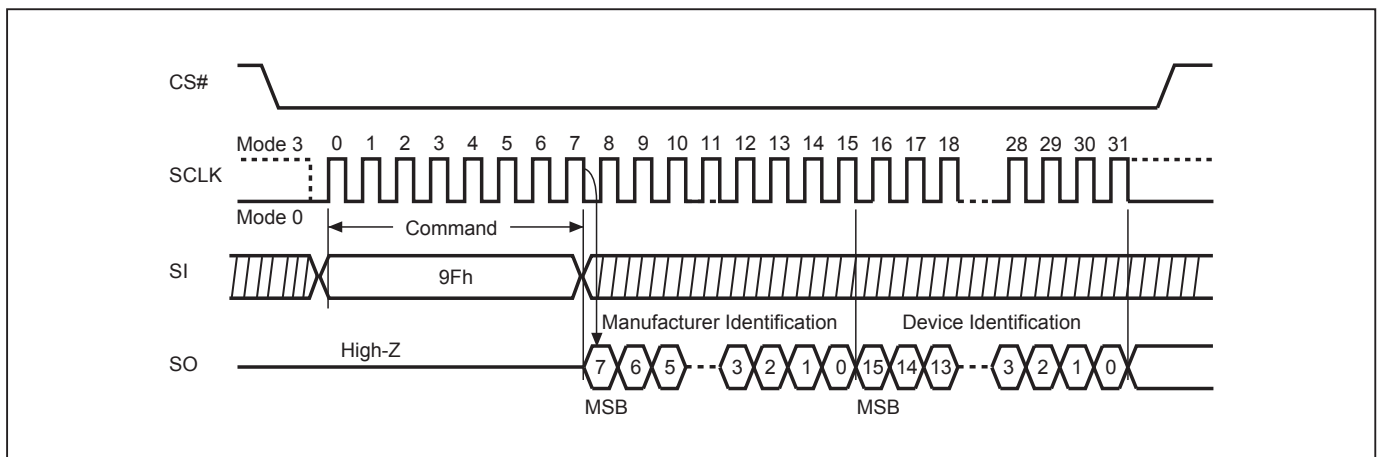 CS#
Mode 3 0 1 2 3 4 5 6 7 8 9 10 11 12 13 14 15 16 17 18 28 29 30 31
SCLK
Mode 0
Command
SI 9Fh
Manufacturer Identification Device Identification
High-Z
SO 7 6 5 3 2 1 0 15 14 13 3 2 1 0
MSB MSB